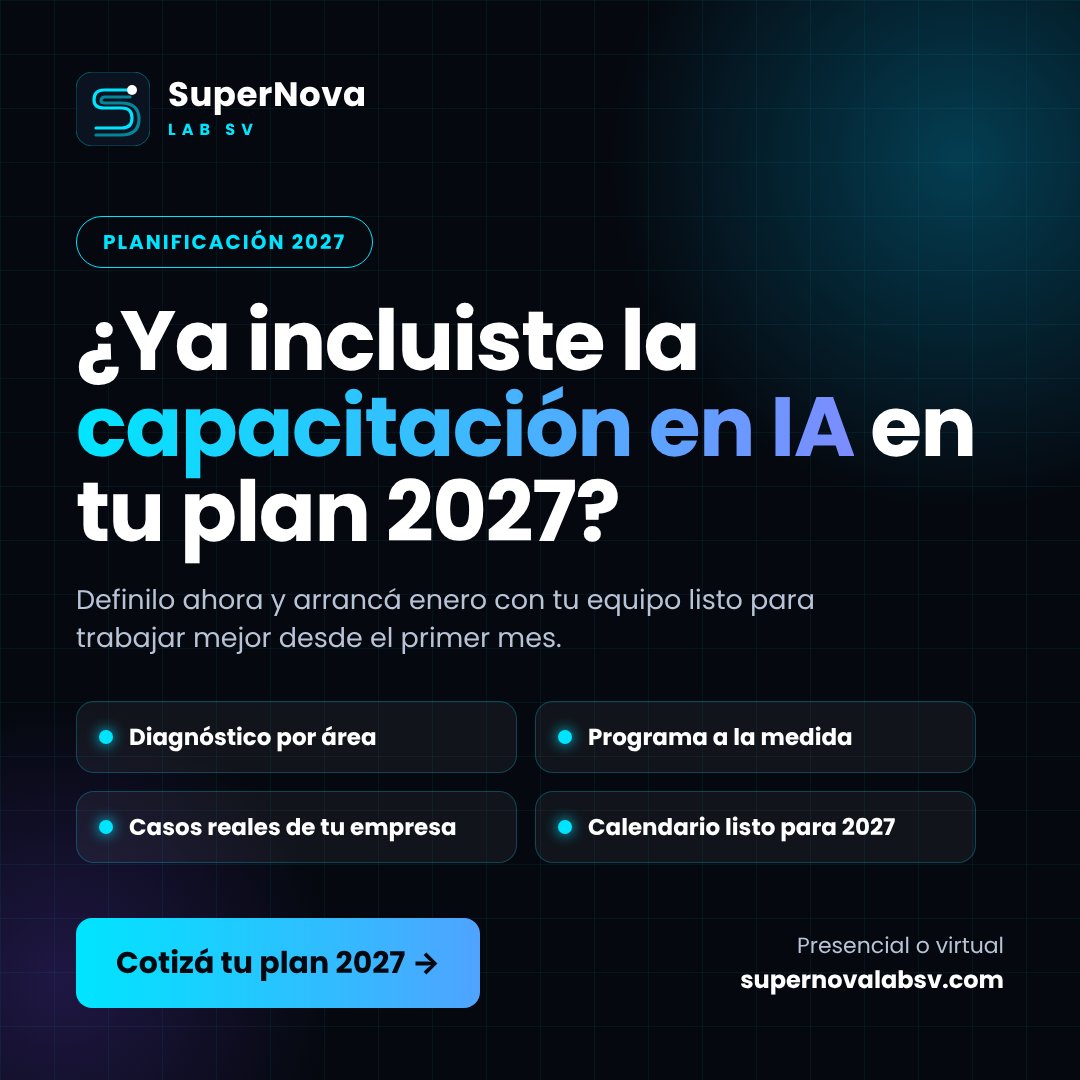 SuperNova
LAB SV
PLANIFICACIÓN 2027
¿Ya incluiste la
capacitación en IA en
tu plan 2027?
Definilo ahora y arrancá enero con tu equipo listo para
trabajar mejor desde el primer mes.
Diagnóstico por área
Programa a la medida
Casos reales de tu empresa
Calendario listo para 2027
Cotizá tu plan 2027 →
Presencial o virtual
supernovalabsv.com